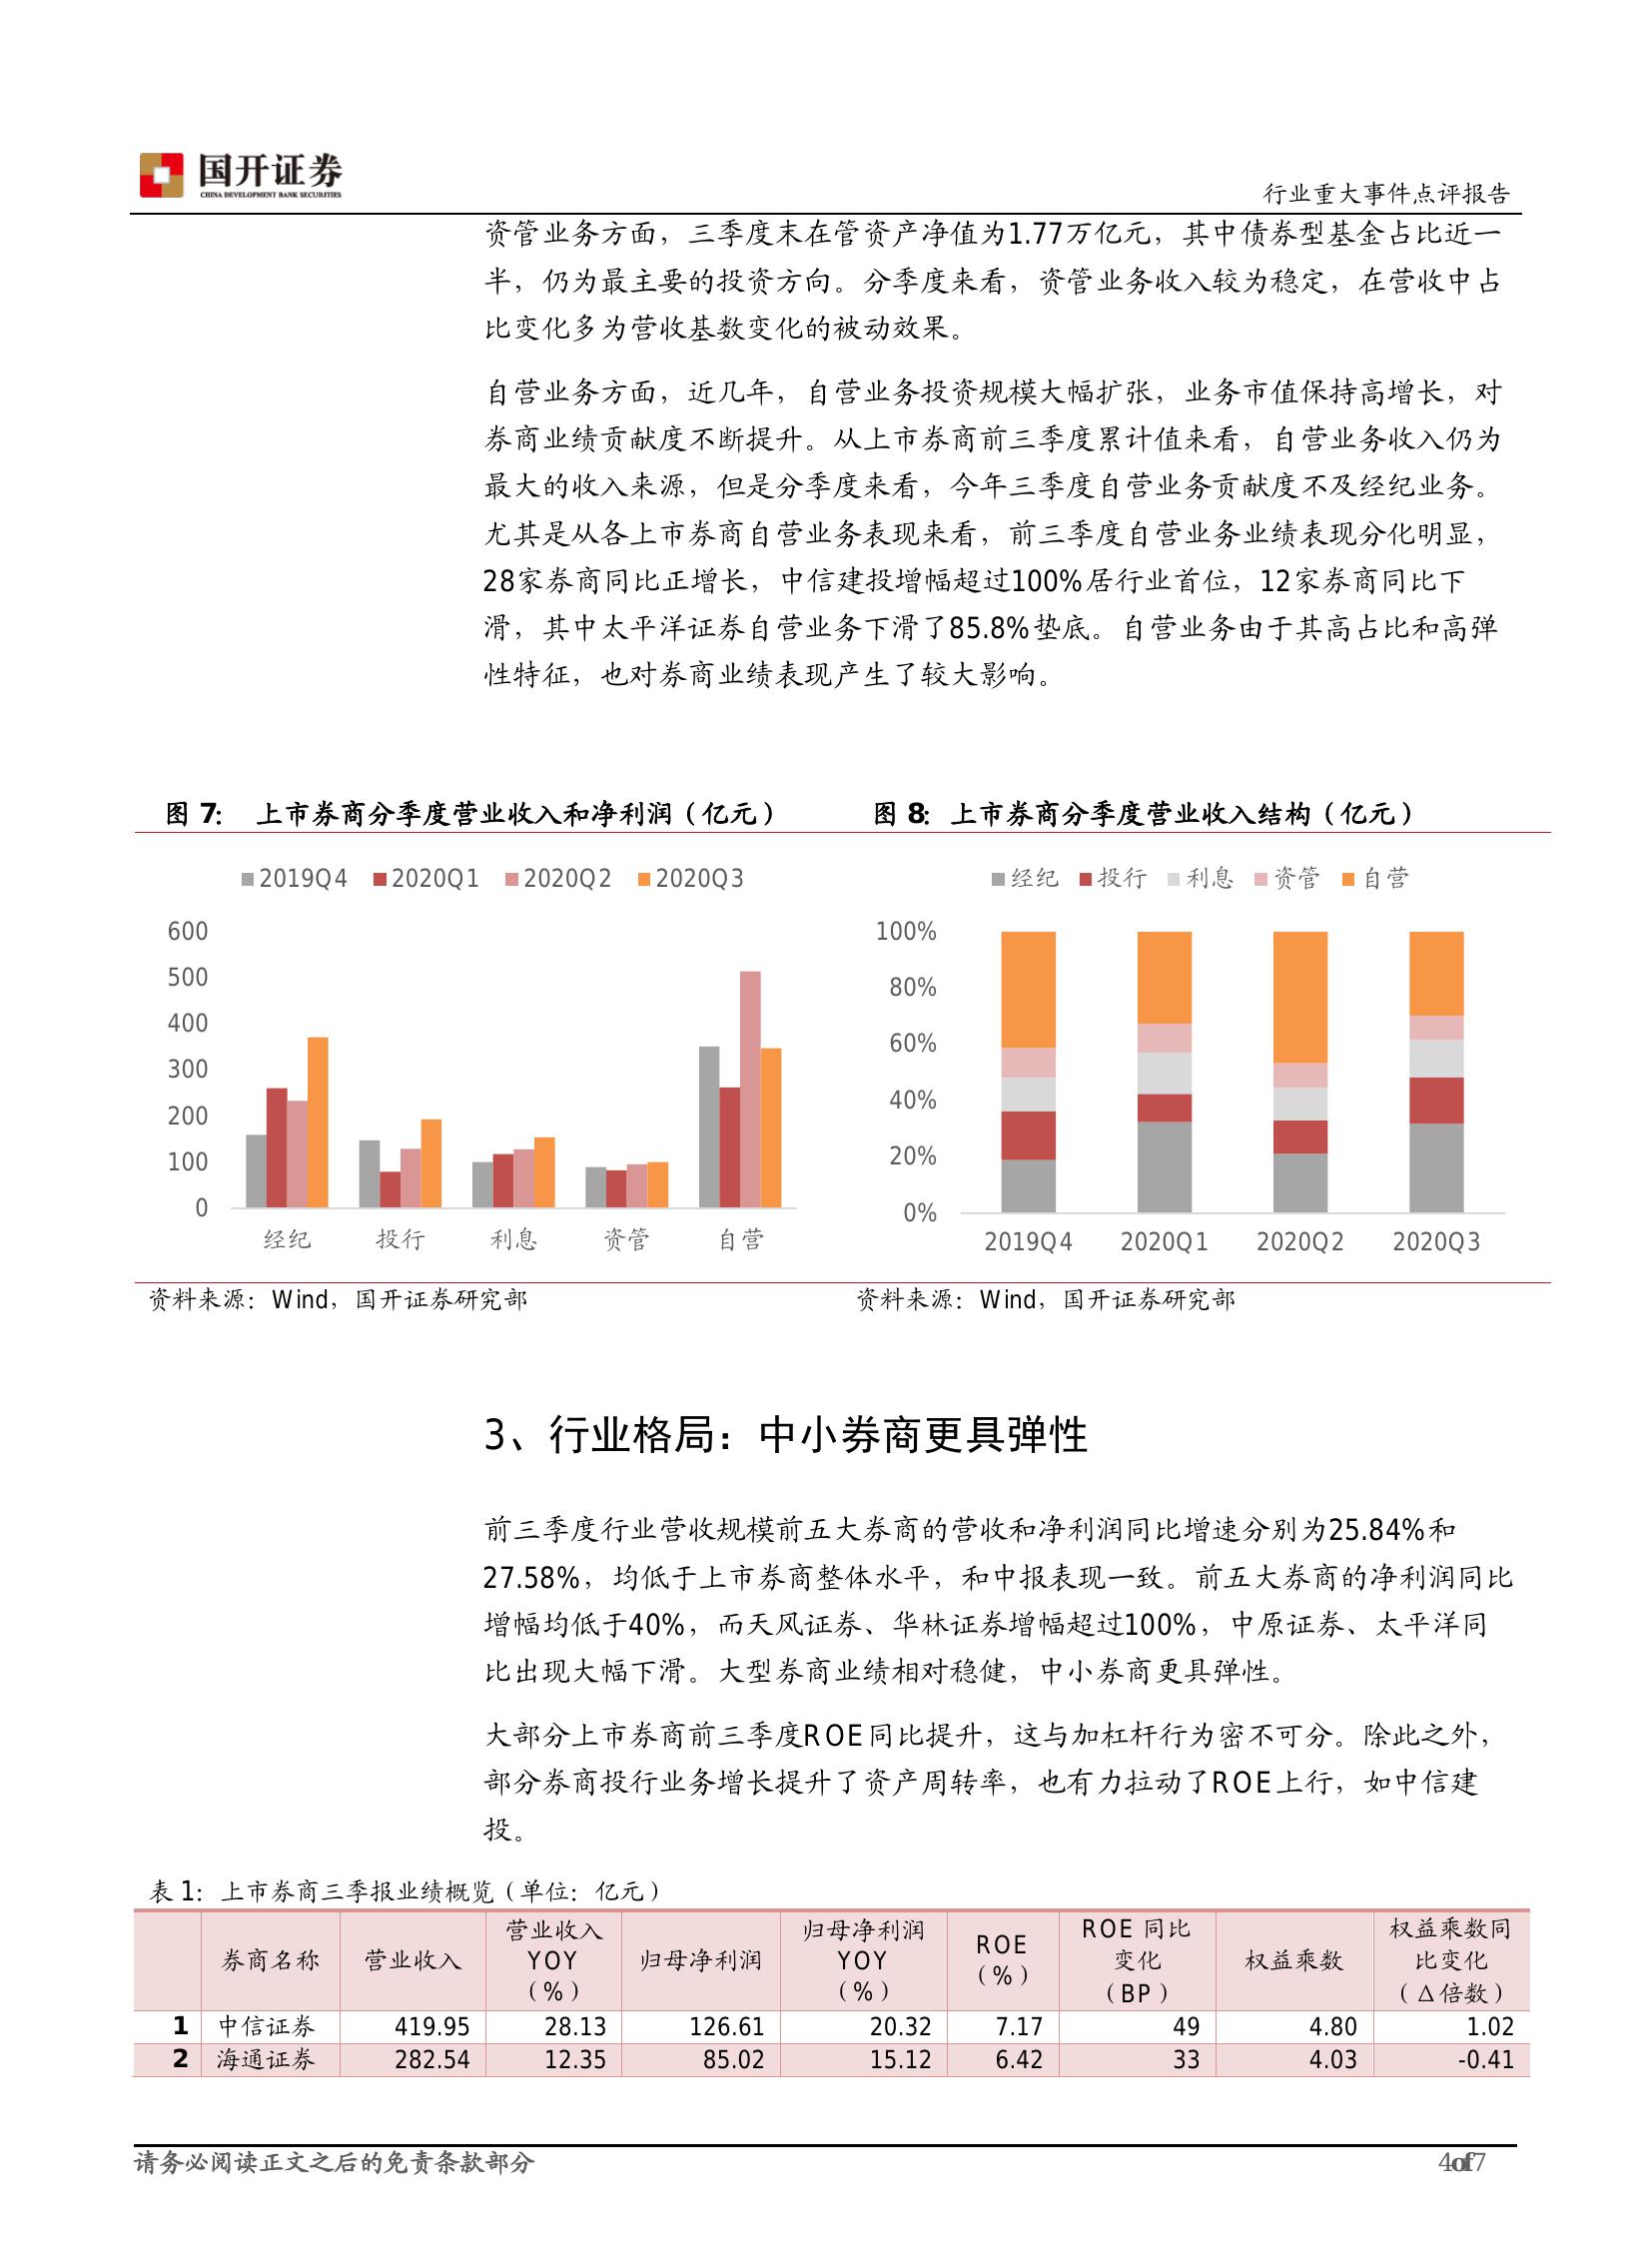 国开证券
CHINA DEVELOPMENT BANK SECURITIES
行业重大事件点评报告
资管业务方面，三季度末在管资产净值为1.77万亿元，其中债券型基金占比近一
半，仍为最主要的投资方向。分季度来看，资管业务收入较为稳定，在营收中占
比变化多为营收基数变化的被动效果。
自营业务方面，近几年，自营业务投资规模大幅扩张，业务市值保持高增长，对
券商业绩贡献度不断提升。从上市券商前三季度累计值来看，自营业务收入仍为
最大的收入来源，但是分季度来看，今年三季度自营业务贡献度不及经纪业务。
尤其是从各上市券商自营业务表现来看，前三季度自营业务业绩表现分化明显，
28家券商同比正增长，中信建投增幅超过100%居行业首位，12家券商同比下
滑，其中太平洋证券自营业务下滑了85.8%垫底。自营业务由于其高占比和高弹
性特征，也对券商业绩表现产生了较大影响。
图 7： 上市券商分季度营业收入和净利润（亿元）
2019Q4 2020Q1 2020Q2 2020Q3
600
500
400
300
200
100
0
经纪 投行 利息 资管 自营
资料来源：Wind，国开证券研究部
图 8：上市券商分季度营业收入结构（亿元）
经纪 投行 利息 资管 自营
100%
80%
60%
40%
20%
0%
2019Q4 2020Q1 2020Q2 2020Q3
资料来源：Wind，国开证券研究部
3、行业格局：中小券商更具弹性
前三季度行业营收规模前五大券商的营收和净利润同比增速分别为25.84%和
27.58%，均低于上市券商整体水平，和中报表现一致。前五大券商的净利润同比
增幅均低于40%，而天风证券、华林证券增幅超过100%，中原证券、太平洋同
比出现大幅下滑。大型券商业绩相对稳健，中小券商更具弹性。
大部分上市券商前三季度ROE同比提升，这与加杠杆行为密不可分。除此之外，
部分券商投行业务增长提升了资产周转率，也有力拉动了ROE上行，如中信建
投。
表 1：上市券商三季报业绩概览（单位：亿元）
券商名称 营业收入 营业收入YOY（%） 归母净利润 归母净利润YOY（%） ROE（%） ROE 同比变化（BP） 权益乘数 权益乘数同比变化（Δ倍数）
1 中信证券 419.95 28.13 126.61 20.32 7.17 49 4.80 1.02
2 海通证券 282.54 12.35 85.02 15.12 6.42 33 4.03 -0.41
请务必阅读正文之后的免责条款部分
4of7